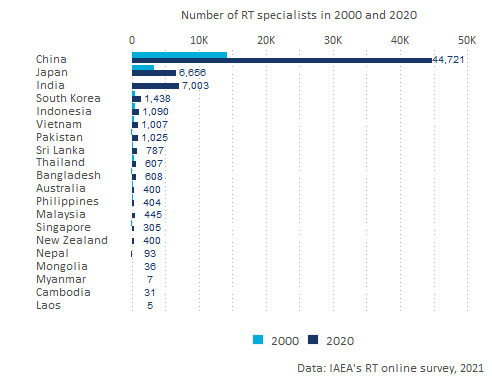 Number of RT specialists in 2000 and 2020
0 10K 20K 30K 40K 50K
China 44,721
Japan 6,656
India 7,003
South Korea 1,438
Indonesia 1,090
Vietnam 1,007
Pakistan 1,025
Sri Lanka 787
Thailand 607
Bangladesh 608
Australia 400
Philippines 404
Malaysia 445
Singapore 305
New Zealand 400
Nepal 93
Mongolia 36
Myanmar 7
Cambodia 31
Laos 5
2000 2020
Data: IAEA's RT online survey, 2021